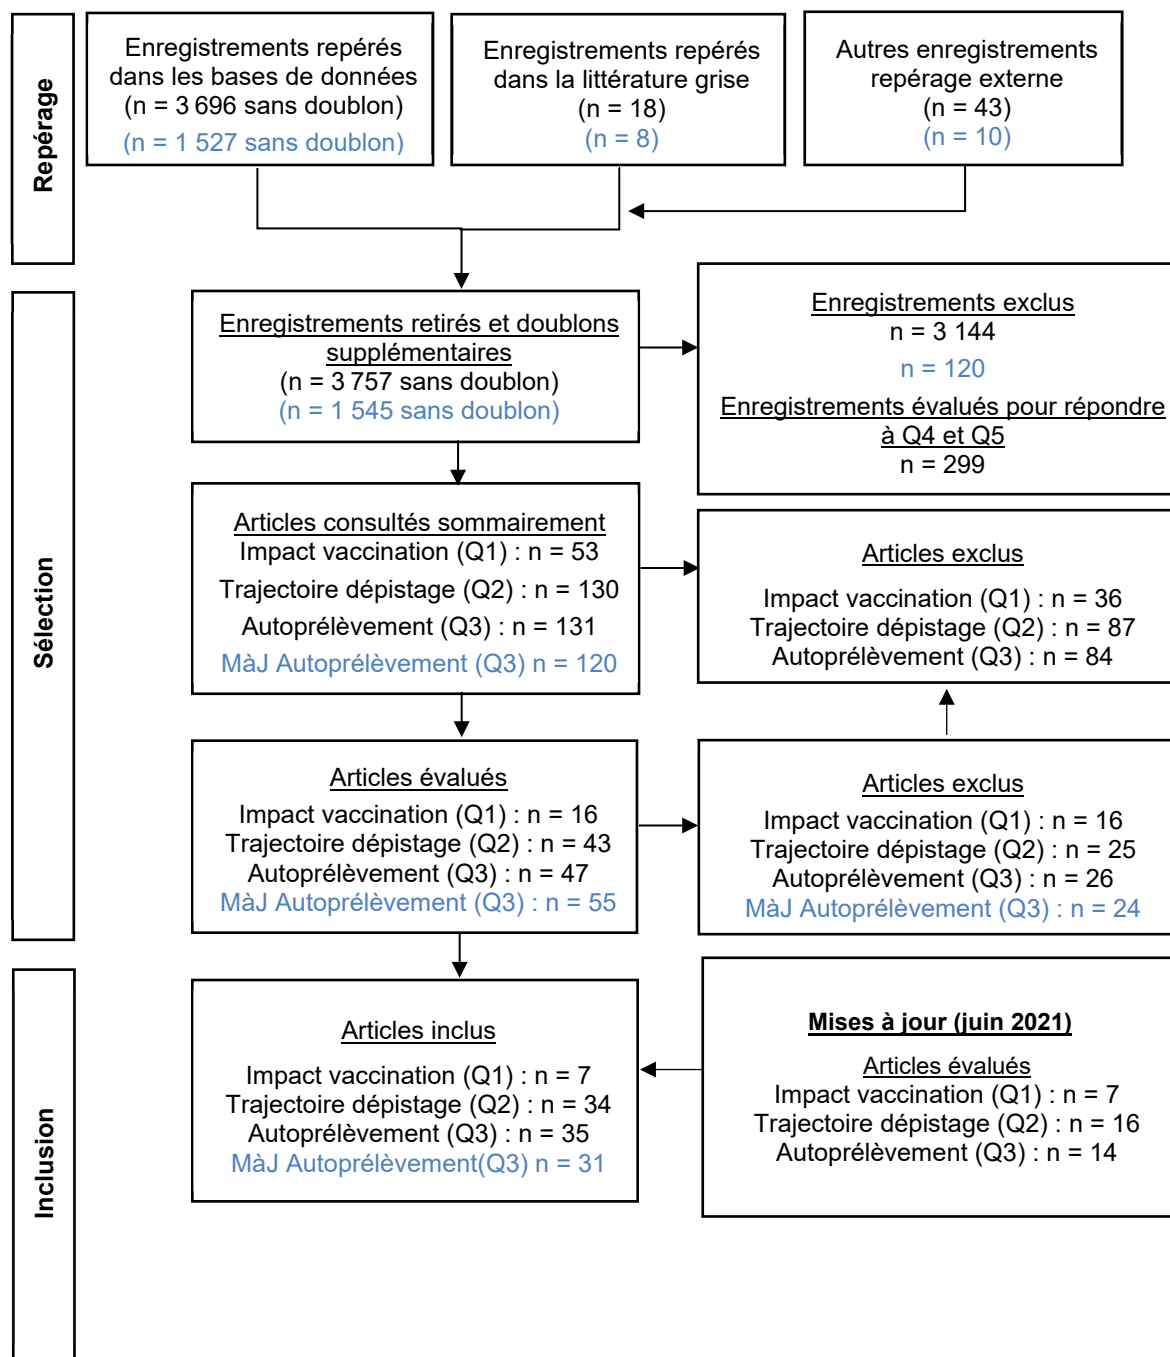 Repérage
Enregistrements repérés
dans les bases de données
(n = 3 696 sans doublon)
(n = 1 527 sans doublon)
Enregistrements repérés
dans la littérature grise
(n = 18)
(n = 8)
Autres enregistrements
repérage externe
(n = 43)
(n = 10)
Sélection
Enregistrements retirés et doublons
supplémentaires
(n = 3 757 sans doublon)
(n = 1 545 sans doublon)
Enregistrements exclus
n = 3 144
n = 120
Enregistrements évalués pour répondre
à Q4 et Q5
n = 299
Articles consultés sommairement
Impact vaccination (Q1) : n = 53
Trajectoire dépistage (Q2) : n = 130
Autoprélèvement (Q3) : n = 131
MàJ Autoprélèvement (Q3) n = 120
Articles exclus
Impact vaccination (Q1) : n = 36
Trajectoire dépistage (Q2) : n = 87
Autoprélèvement (Q3) : n = 84
Articles évalués
Impact vaccination (Q1) : n = 16
Trajectoire dépistage (Q2) : n = 43
Autoprélèvement (Q3) : n = 47
MàJ Autoprélèvement (Q3) : n = 55
Articles exclus
Impact vaccination (Q1) : n = 16
Trajectoire dépistage (Q2) : n = 25
Autoprélèvement (Q3) : n = 26
MàJ Autoprélèvement (Q3) : n = 24
Inclusion
Articles inclus
Impact vaccination (Q1) : n = 7
Trajectoire dépistage (Q2) : n = 34
Autoprélèvement (Q3) : n = 35
MàJ Autoprélèvement(Q3) n = 31
Mises à jour (juin 2021)
Articles évalués
Impact vaccination (Q1) : n = 7
Trajectoire dépistage (Q2) : n = 16
Autoprélèvement (Q3) : n = 14